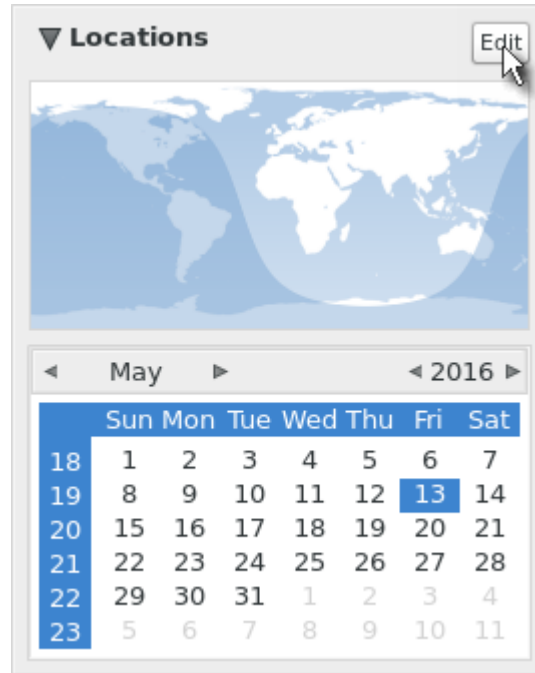 ▼ Locations Edit
◀ May ▶ ◀ 2016 ▶
Sun Mon Tue Wed Thu Fri Sat
18 1 2 3 4 5 6 7
19 8 9 10 11 12 13 14
20 15 16 17 18 19 20 21
21 22 23 24 25 26 27 28
22 29 30 31 1 2 3 4
23 5 6 7 8 9 10 11